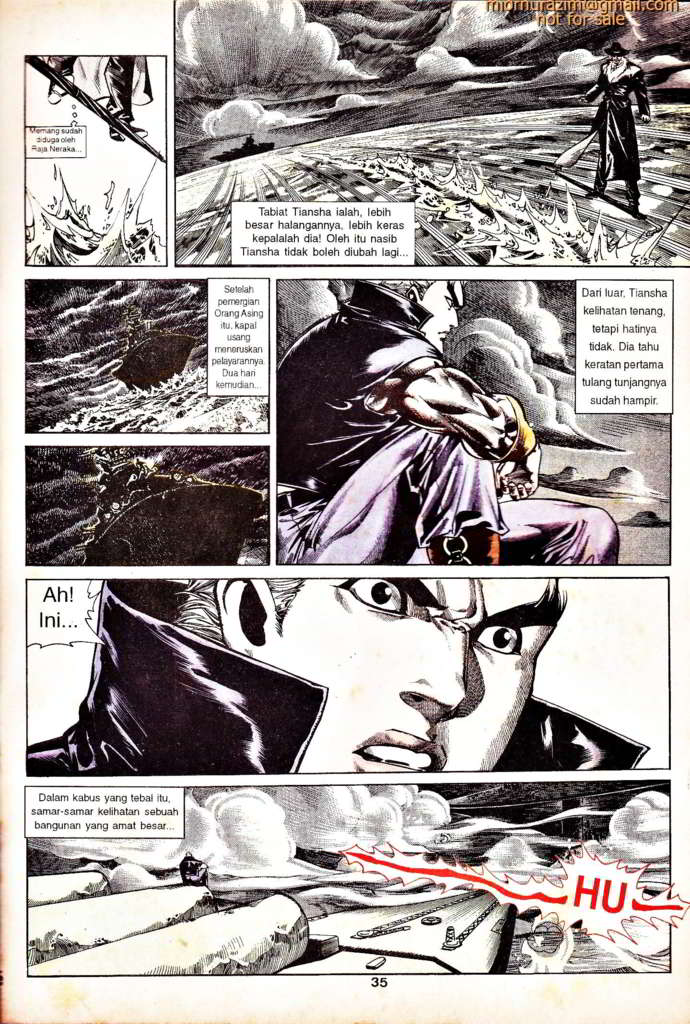 miomurazim@gmail.com
not for sale
Memang sudah
diduga oleh
Raja Neraka...
Tabiat Tiansha ialah, lebih
besar halangannya, lebih keras
kepalalah dia! Oleh itu nasib
Tiansha tidak boleh diubah lagi...
Setelah
pemergian
Orang Asing
itu, kapal
usang
meneruskan
pelayarannya.
Dua hari
kemudian...
Dari luar, Tiansha
kelihatan tenang,
tetapi hatinya
tidak. Dia tahu
keratan pertama
tulang tunjangnya
sudah hampir.
Ah!
Ini...
Dalam kabus yang tebal itu,
samar-samar kelihatan sebuah
bangunan yang amat besar...
HU
35